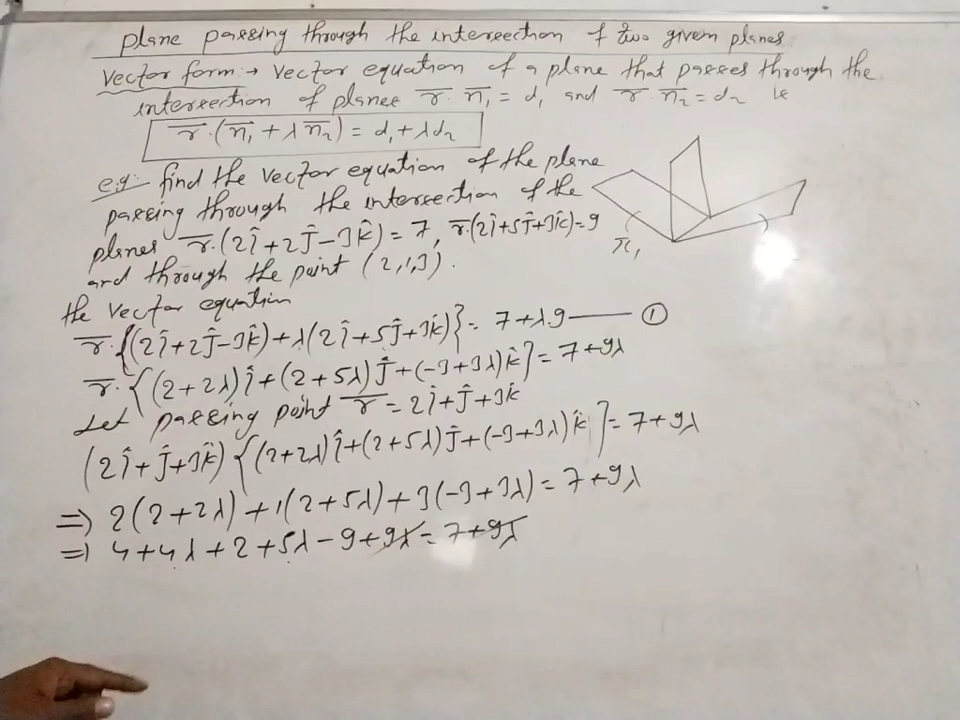 plane passing through the intersection of two given planes.
Vector form:→ Vector equation of a plane that passes through the
intersection of planes r̅. n̅₁ = d₁ and r̅. n̅₂ = d₂ is
r̅.(n̅₁ + λ n̅₂) = d₁ + λd₂
e.g:- find the vector equation of the plane
passing through the intersection of the
planes r̅.(2î+2ĵ-3k̂) = 7, r̅.(2î+5ĵ+3k̂)=9
and through the point (2,1,3).
π₁
the vector equation
r̅.{(2î+2ĵ-3k̂)+λ(2î+5ĵ+3k̂)} = 7+λ9 —— ①
r̅.{(2+2λ)î+(2+5λ)ĵ+(-3+3λ)k̂} = 7+9λ
Let passing point r̅ = 2î+ĵ+3k̂
(2î+ĵ+3k̂){(2+2λ)î+(2+5λ)ĵ+(-3+3λ)k̂} = 7+9λ
⇒ 2(2+2λ)+1(2+5λ)+3(-3+3λ) = 7+9λ
⇒ 4+4λ+2+5λ-9+9λ = 7+9λ